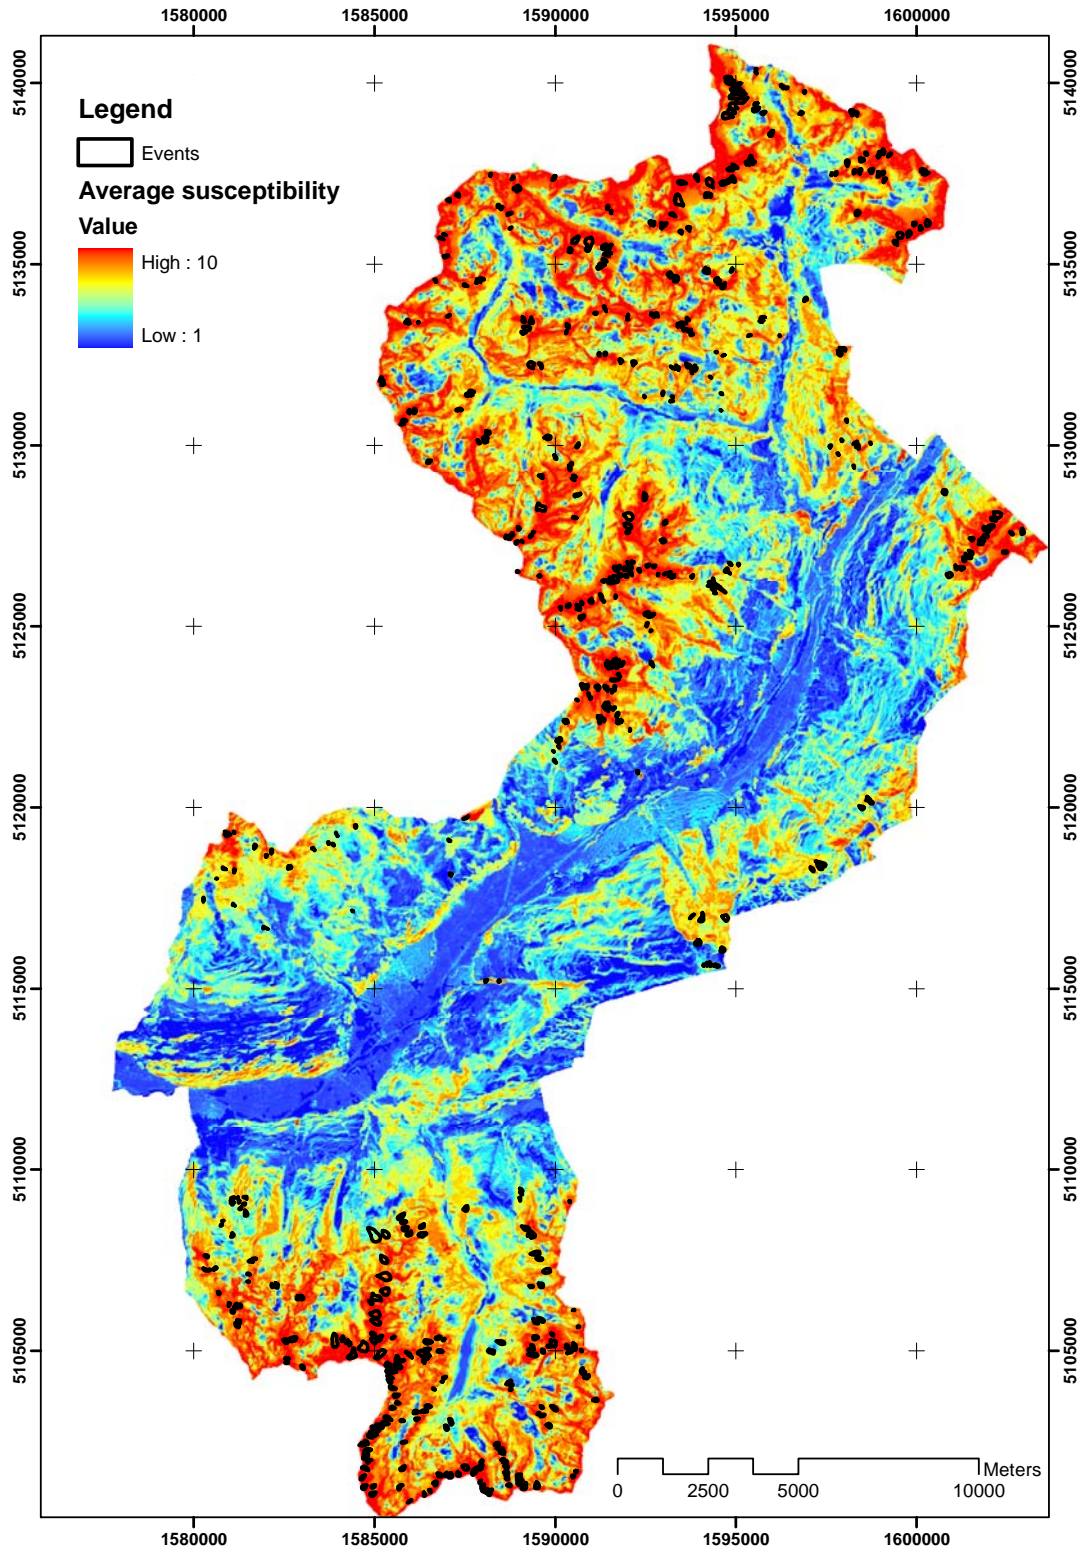 1580000 1585000 1590000 1595000 1600000
5140000 5140000
Legend
Events
Average susceptibility
Value
High : 10
Low : 1
5135000 5135000
5130000 5130000
5125000 5125000
5120000 5120000
5115000 5115000
5110000 5110000
5105000 5105000
Meters
0 2500 5000 10000
1580000 1585000 1590000 1595000 1600000